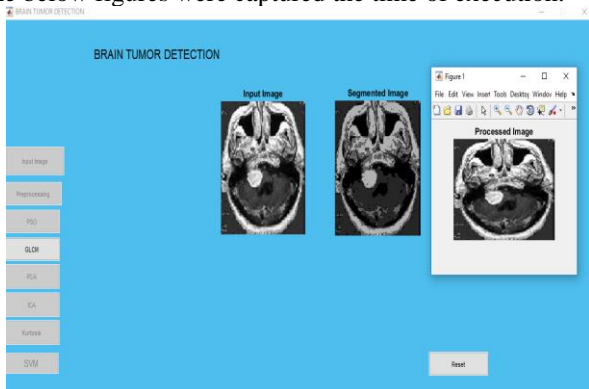 below figures were captured the time of execution.
BRAIN TUMOR DETECTION
BRAIN TUMOR DETECTION
Input Image
Segmented Image
Figure 1
File Edit View Insert Tools Desktop Window Help
Processed Image
Input Image
Preprocessing
PSO
GLCM
PCA
ICA
Kurtosis
SVM
Reset